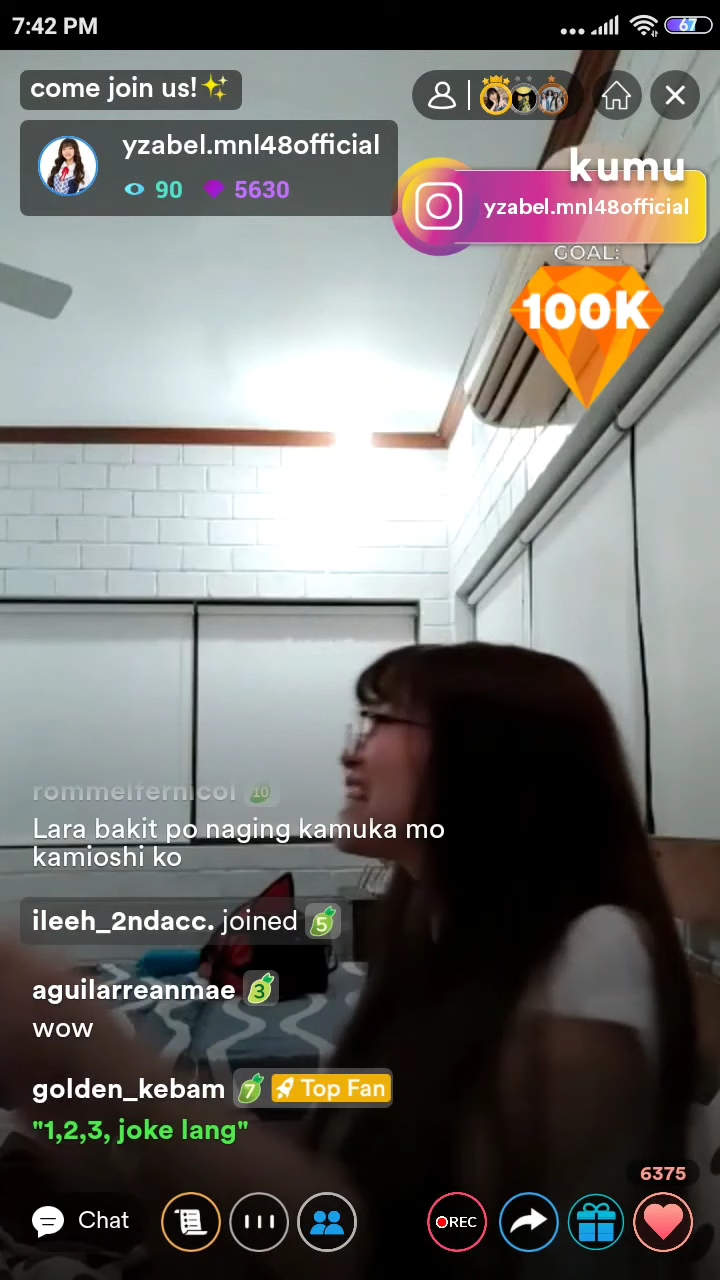 7:42 PM
67
come join us!✨
yzabel.mnl48official
90 5630
kumu
yzabel.mnl48official
GOAL:
100K
rommelfernicol 10
Lara bakit po naging kamuka mo
kamioshi ko
ileeh_2ndacc. joined 5
aguilarreanmae 3
wow
golden_kebam 7 Top Fan
"1,2,3, joke lang"
6375
Chat
REC